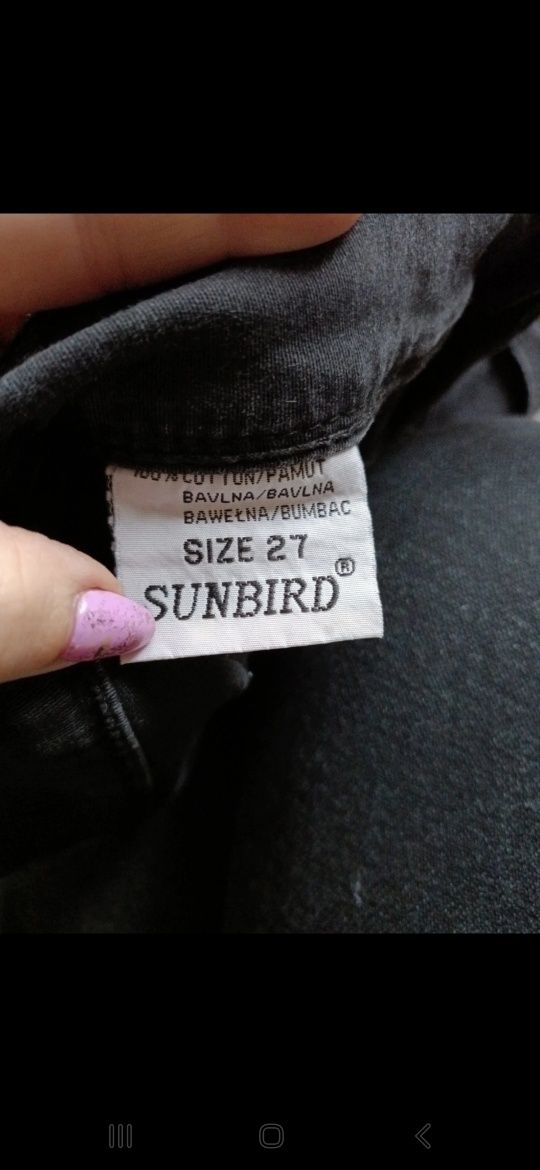 100% COTTON/PAMUT
BAVLNA/BAVLNA
BAWEŁNA/BUMBAC
SIZE 27
SUNBIRD®